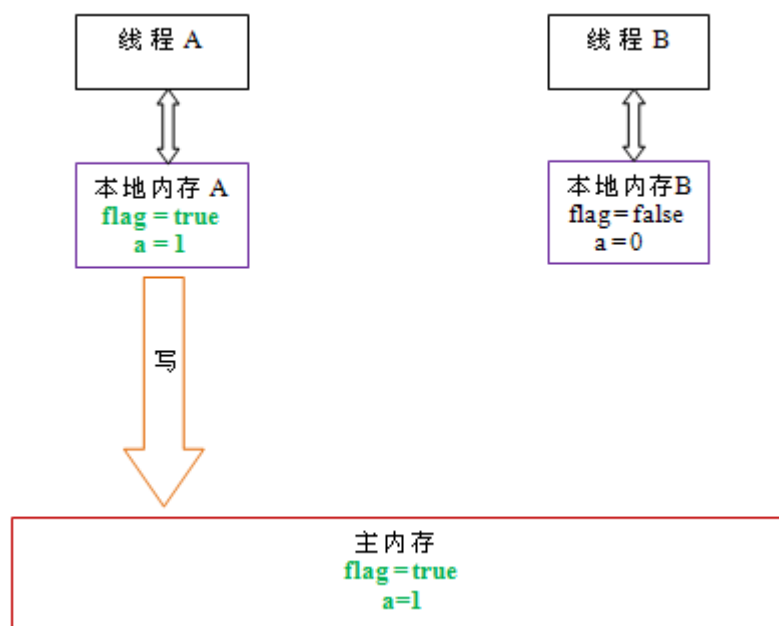 线程 A
线程 B
本地内存 A
flag = true
a = 1
本地内存B
flag=false
a=0
写
主内存
flag=true
a=1